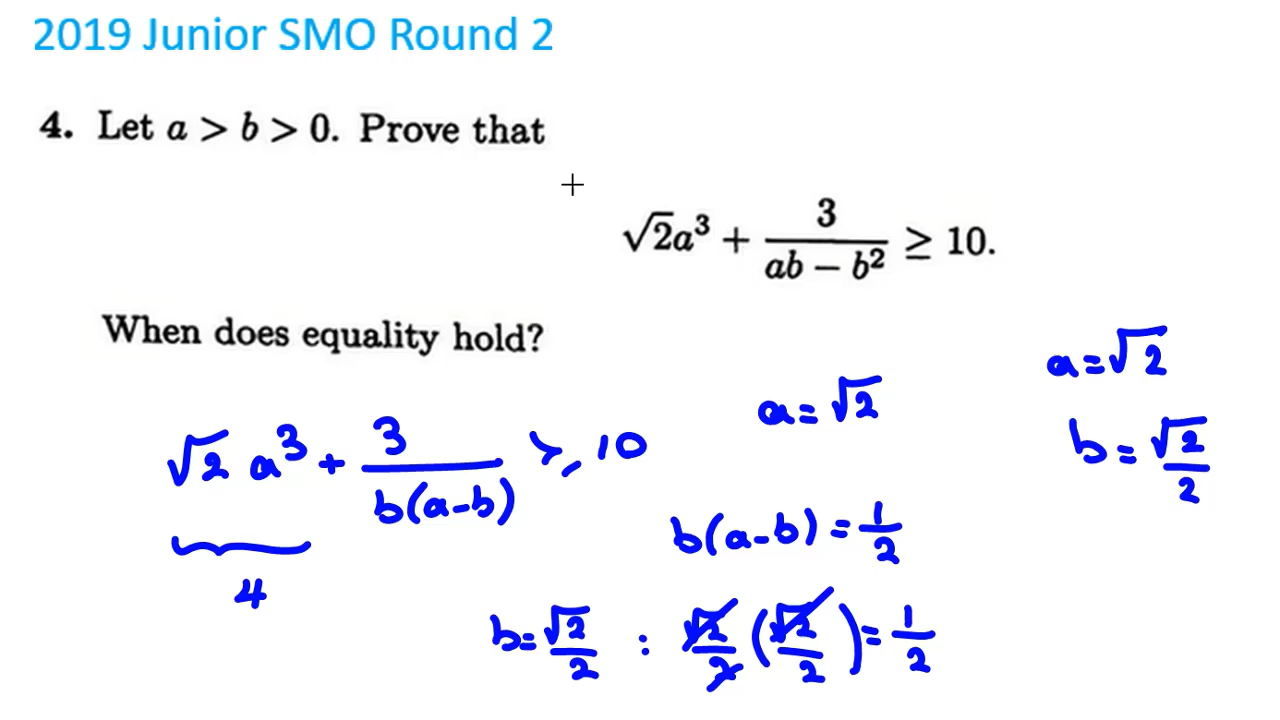 2019 Junior SMO Round 2
4. Let a > b > 0. Prove that
√2a³ + 3/(ab − b²) ≥ 10.
When does equality hold?
a = √2
a = √2
b = √2/2
√2 a³ + 3/(b(a-b)) ≥ 10
4
b(a-b) = 1/2
b = √2/2 : √2/2 (√2/2) = 1/2